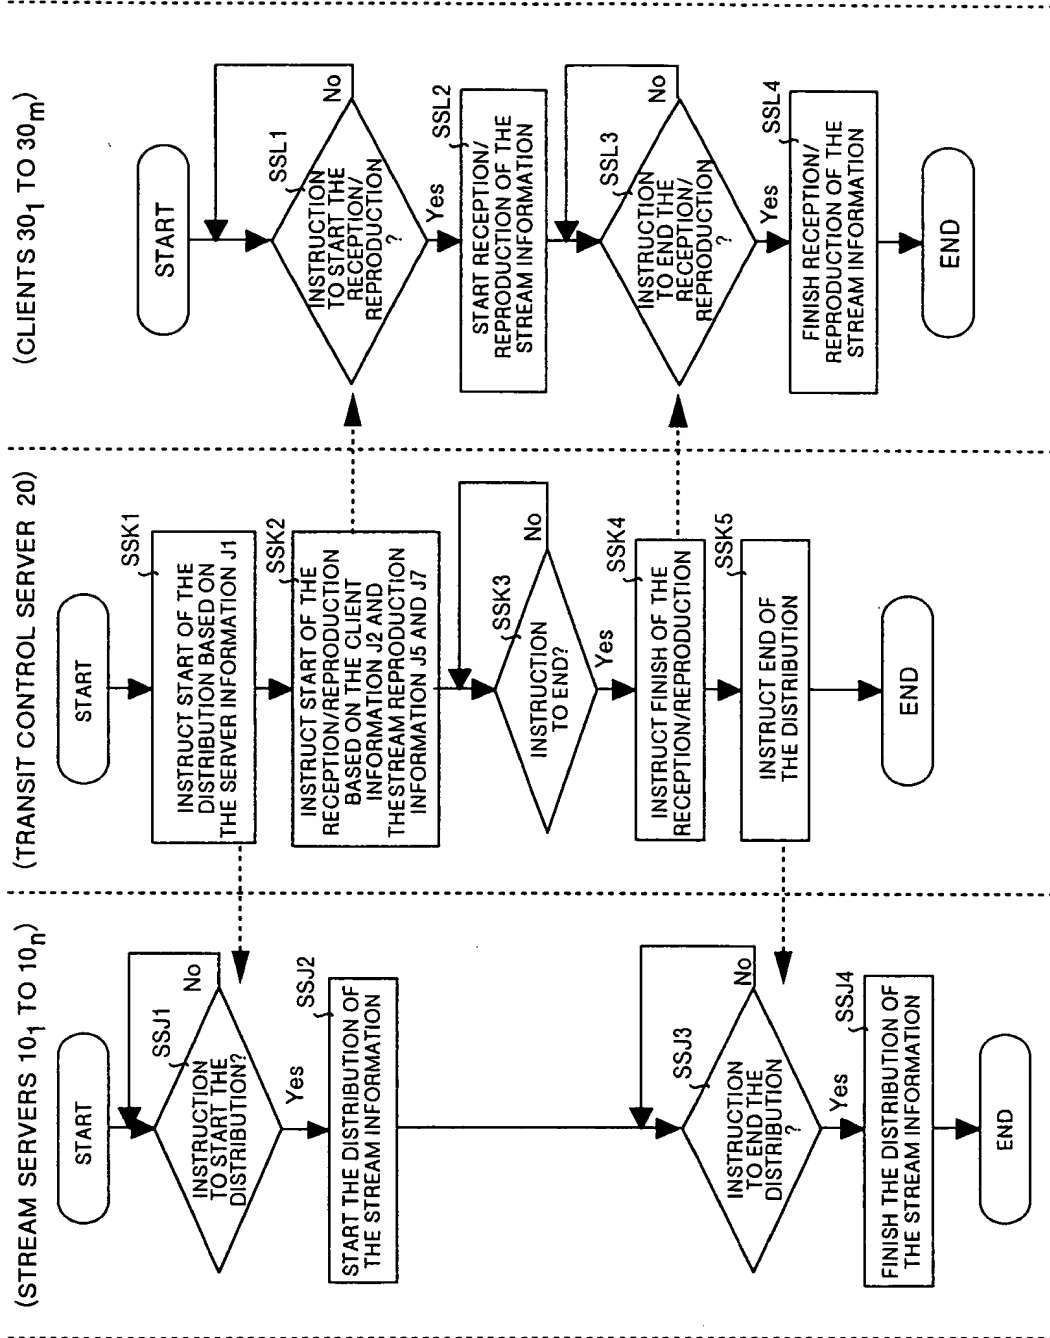 (STREAM SERVERS 10₁ TO 10ₙ)
START
SSJ1
INSTRUCTION
TO START THE
DISTRIBUTION?
No
Yes
SSJ2
START THE DISTRIBUTION OF
THE STREAM INFORMATION
SSJ3
INSTRUCTION
TO END THE
DISTRIBUTION
?
No
Yes
SSJ4
FINISH THE DISTRIBUTION OF
THE STREAM INFORMATION
END
(TRANSIT CONTROL SERVER 20)
START
SSK1
INSTRUCT START OF THE
DISTRIBUTION BASED ON
THE SERVER INFORMATION J1
SSK2
INSTRUCT START OF THE
RECEPTION/REPRODUCTION
BASED ON THE CLIENT
INFORMATION J2 AND
THESTREAM REPRODUCTION
INFORMATION J5 AND J7
SSK3
INSTRUCTION
TO END?
No
Yes
SSK4
INSTRUCT FINISH OF THE
RECEPTION/REPRODUCTION
SSK5
INSTRUCT END OF
THE DISTRIBUTION
END
(CLIENTS 30₁ TO 30ₘ)
START
SSL1
INSTRUCTION
TO START THE
RECEPTION/
REPRODUCTION
?
No
Yes
SSL2
START RECEPTION/
REPRODUCTION OF THE
STREAM INFORMATION
SSL3
INSTRUCTION
TO END THE
RECEPTION/
REPRODUCTION
?
No
Yes
SSL4
FINISH RECEPTION/
REPRODUCTION OF THE
STREAM INFORMATION
END